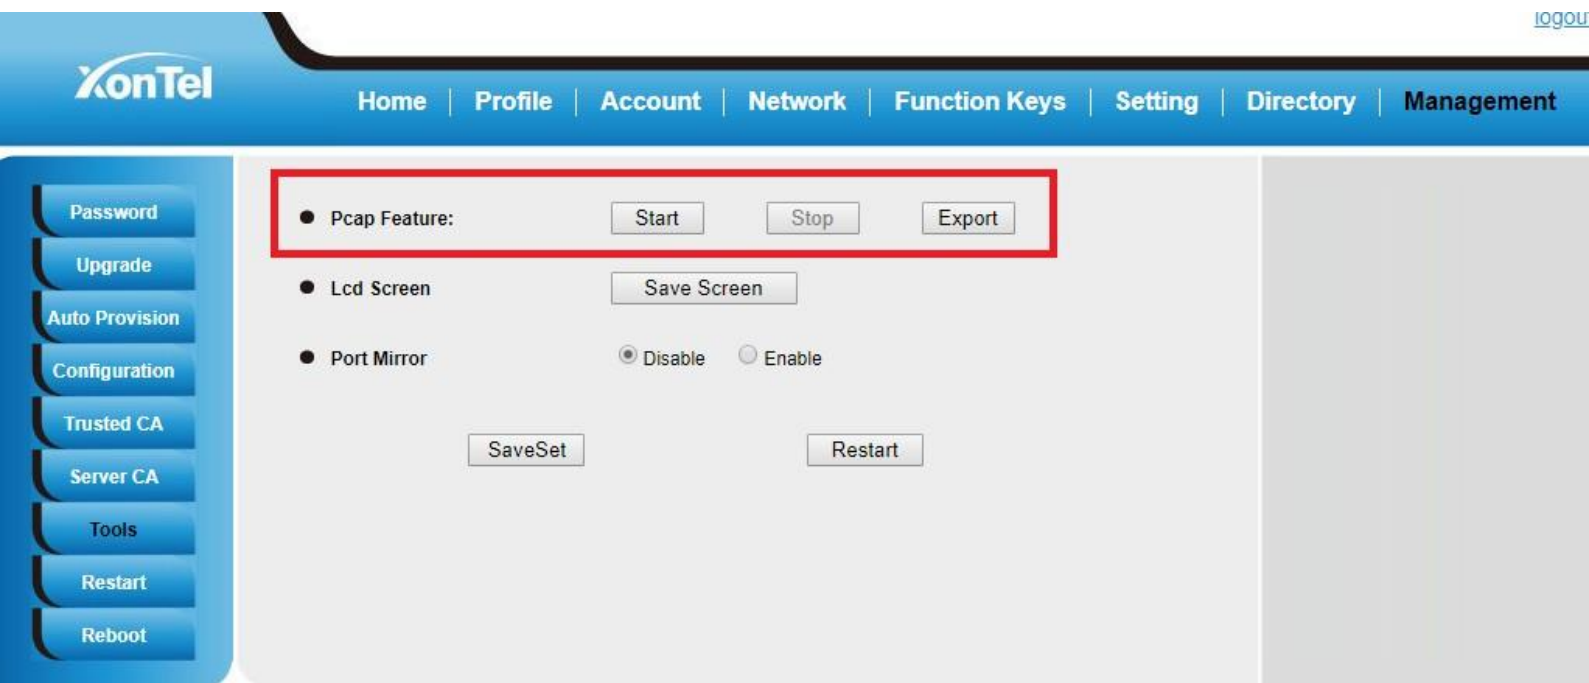 logout
XonTel
Home | Profile | Account | Network | Function Keys | Setting | Directory | Management
Password
Upgrade
Auto Provision
Configuration
Trusted CA
Server CA
Tools
Restart
Reboot
Pcap Feature: Start Stop Export
Lcd Screen Save Screen
Port Mirror Disable Enable
SaveSet Restart